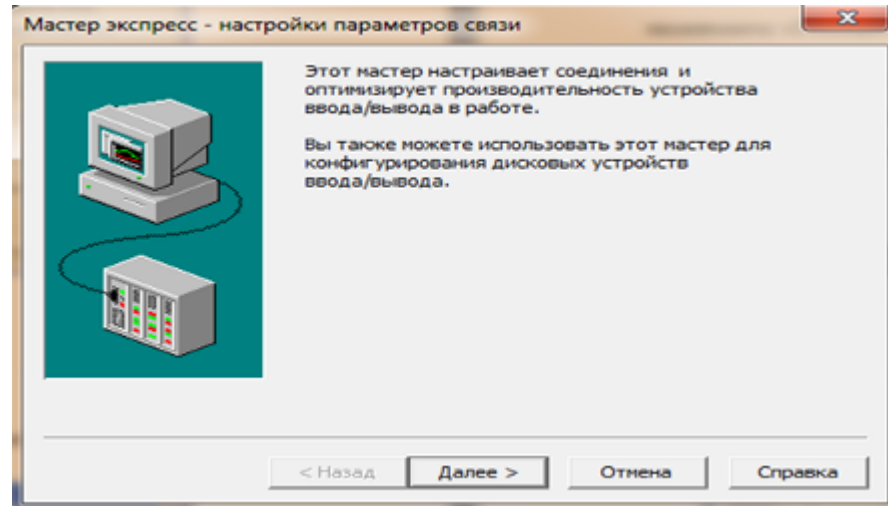 Мастер экспресс - настройки параметров связи
Этот мастер настраивает соединения и
оптимизирует производительность устройства
ввода/вывода в работе.
Вы также можете использовать этот мастер для
конфигурирования дисковых устройств
ввода/вывода.
< Назад
Далее >
Отмена
Справка